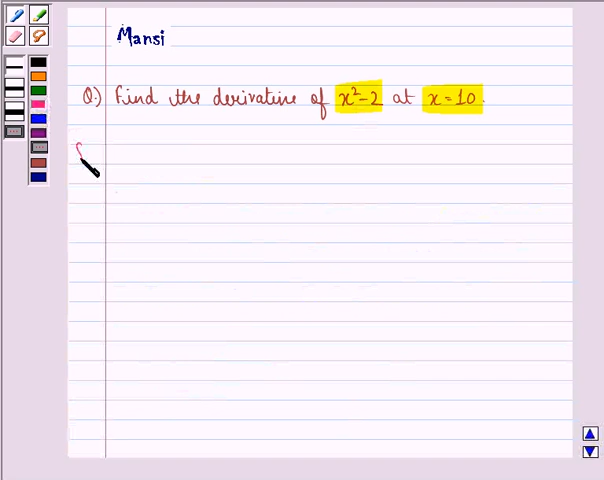 Mansi
Q.) Find the derivative of x²-2 at x=10.